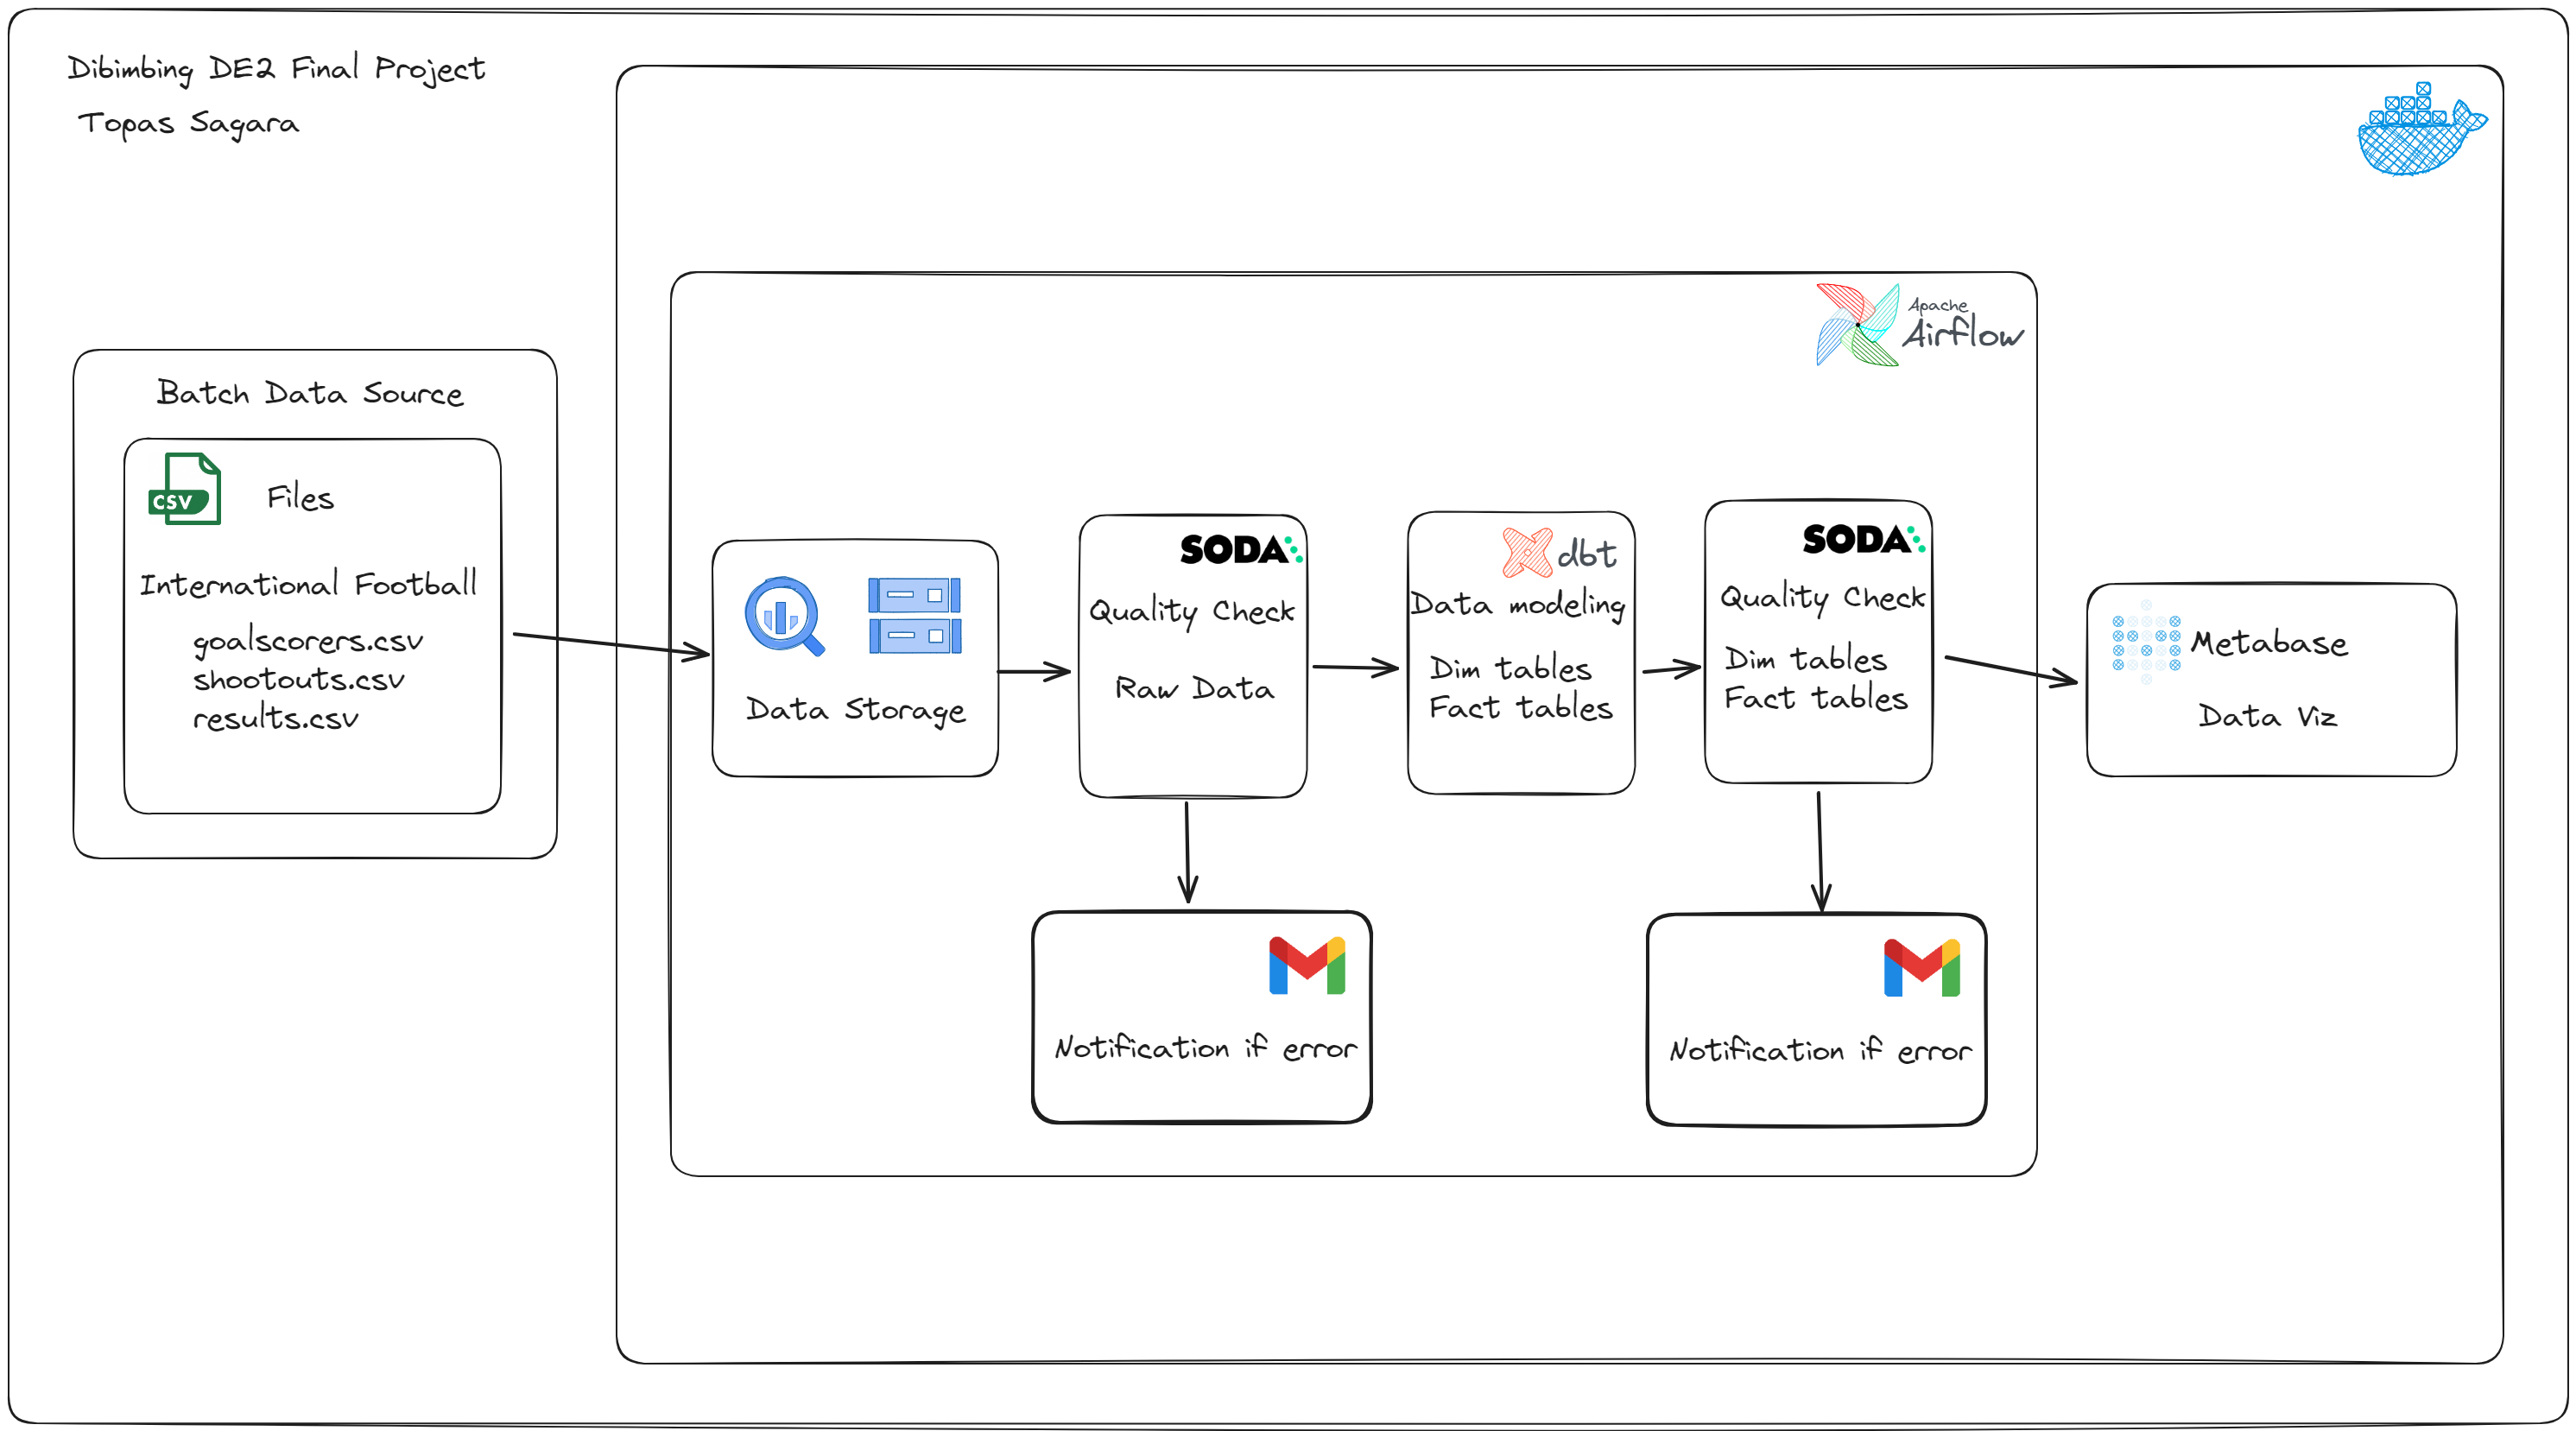 Dibimbing DE2 Final Project
Topas Sagara
Apache
Airflow
Batch Data Source
CSV
Files
International Football
goalscorers.csv
shootouts.csv
results.csv
Data Storage
SODA
Quality Check
Raw Data
dbt
Data modeling
Dim tables
Fact tables
SODA
Quality Check
Dim tables
Fact tables
Metabase
Data Viz
Notification if error
Notification if error